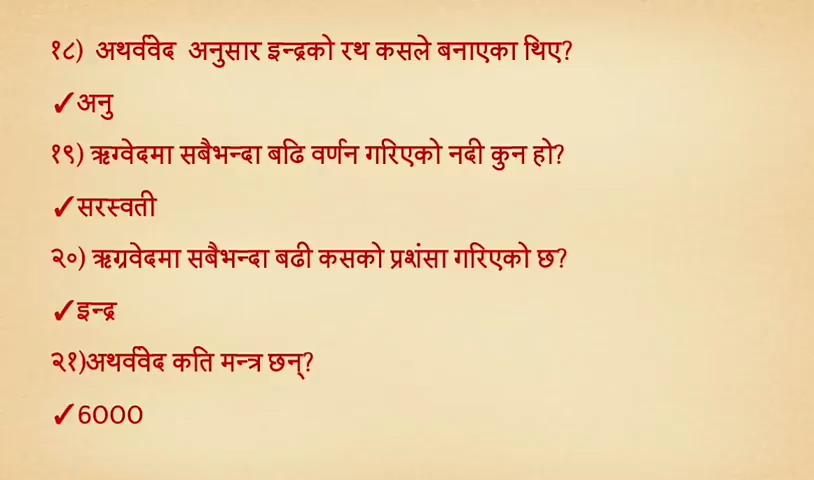 १८) अथर्ववेद अनुसार इन्द्रको रथ कसले बनाएका थिए?
✓अनु
१९) ऋग्वेदमा सबैभन्दा बढि वर्णन गरिएको नदी कुन हो?
✓सरस्वती
२०) ऋग्रवेदमा सबैभन्दा बढी कसको प्रशंसा गरिएको छ?
✓इन्द्र
२१)अथर्ववेद कति मन्त्र छन्?
✓6000